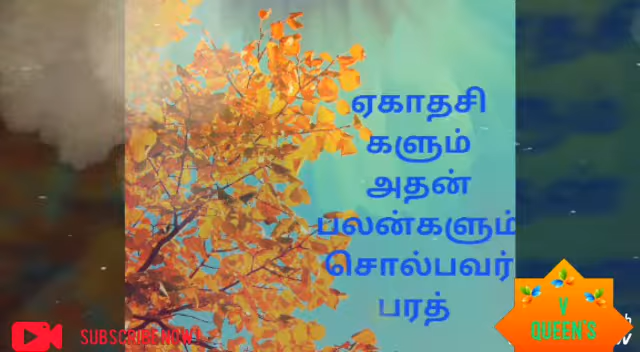 ஏகாதசி
களும்
அதன்
பலன்களும்
சொல்பவர்
பரத்
SUBSCRIBE NOW!
V
QUEEN'S